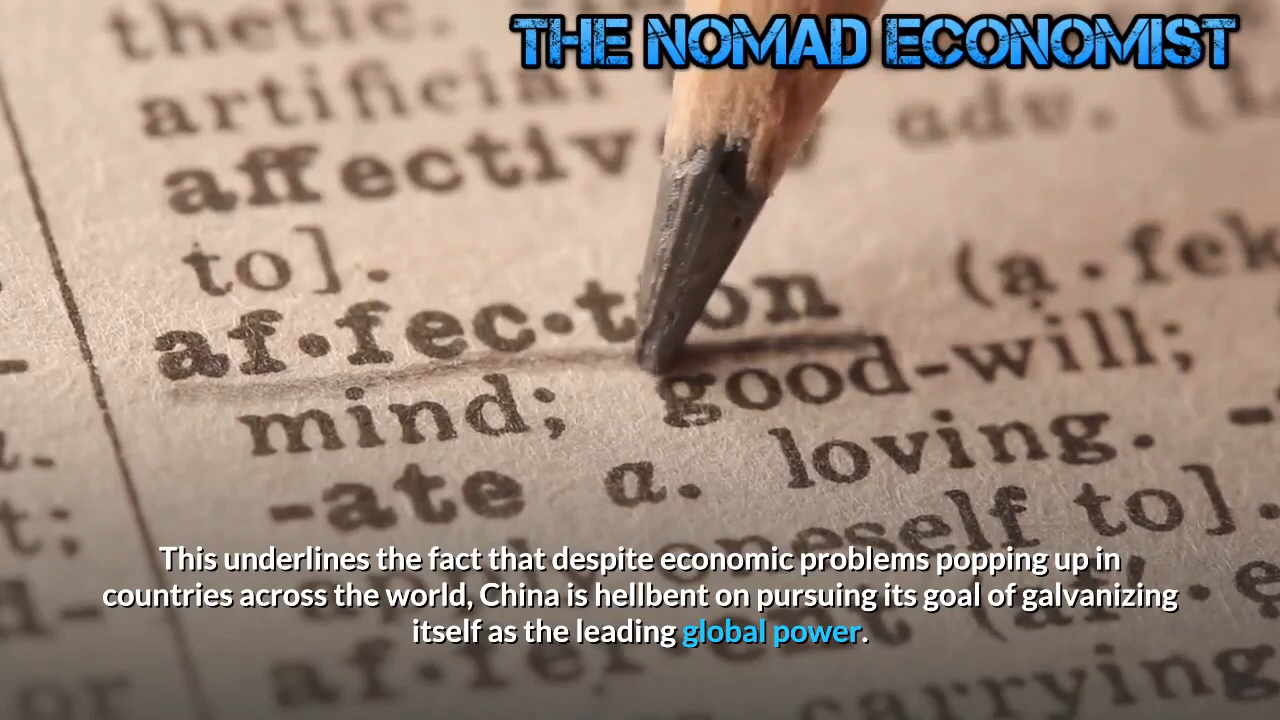 THE NOMAD ECONOMIST
thetic.
artificial
adv.
affectiv
to].
af·fec·t on (ạ·fek
mind; good-will;
-ate a. loving. -
oneself to].
This underlines the fact that despite economic problems popping up in
countries across the world, China is hellbent on pursuing its goal of galvanizing
itself as the leading global power.
carrying